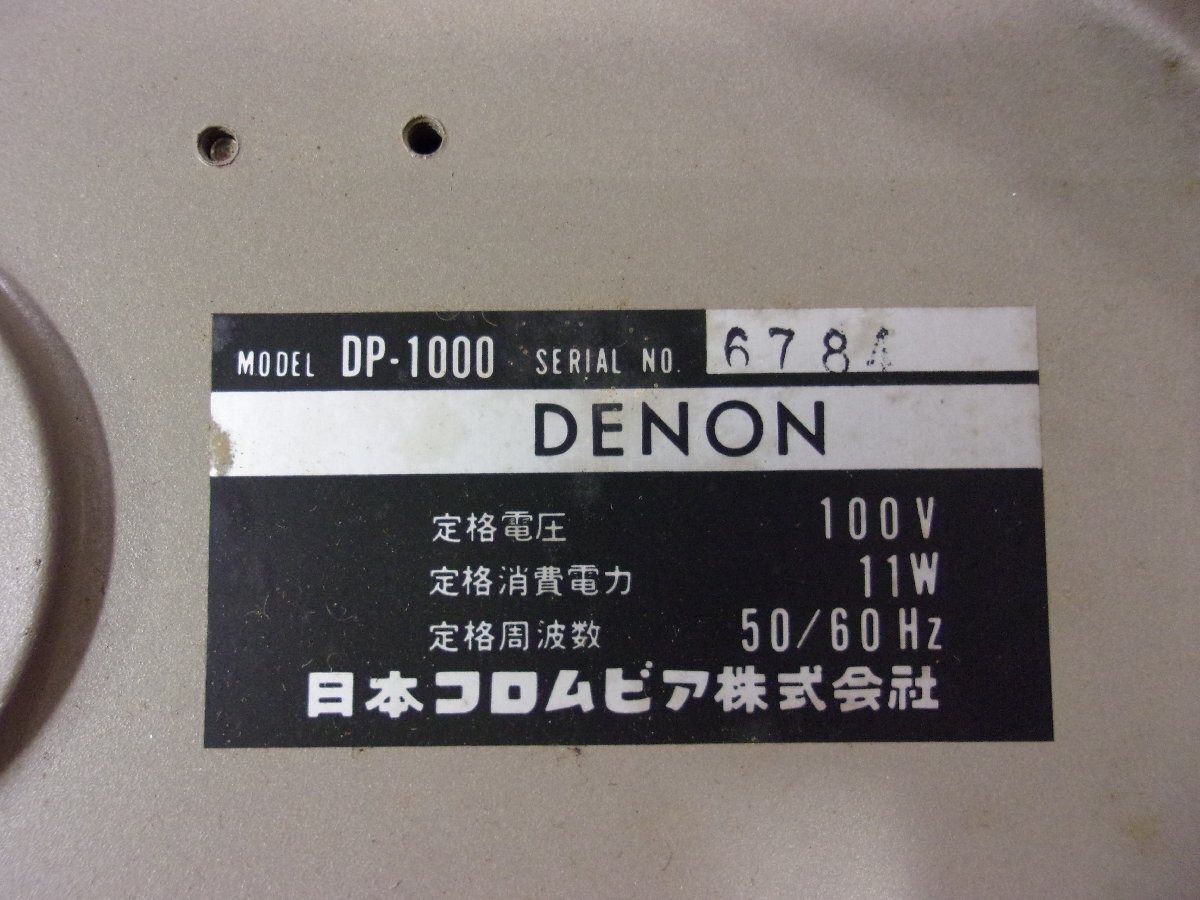 MODEL DP-1000 SERIAL NO. 6784
DENON
定格電圧 100V
定格消費電力 11W
定格周波数 50/60Hz
日本コロムビア株式会社